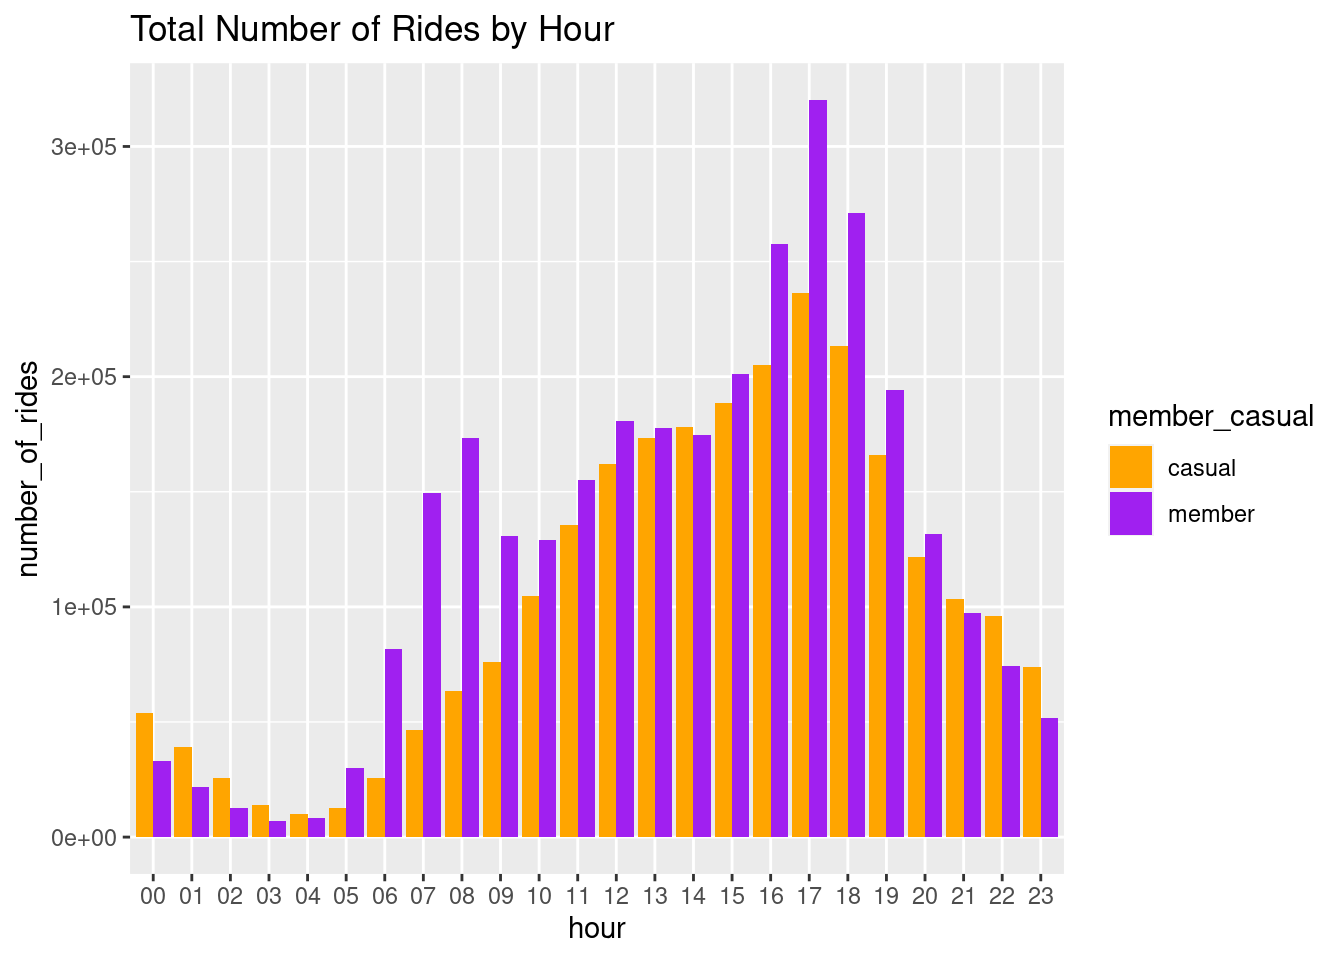 Total Number of Rides by Hour
number_of_rides
3e+05
2e+05
1e+05
0e+00
00 01 02 03 04 05 06 07 08 09 10 11 12 13 14 15 16 17 18 19 20 21 22 23
hour
member_casual
casual
member